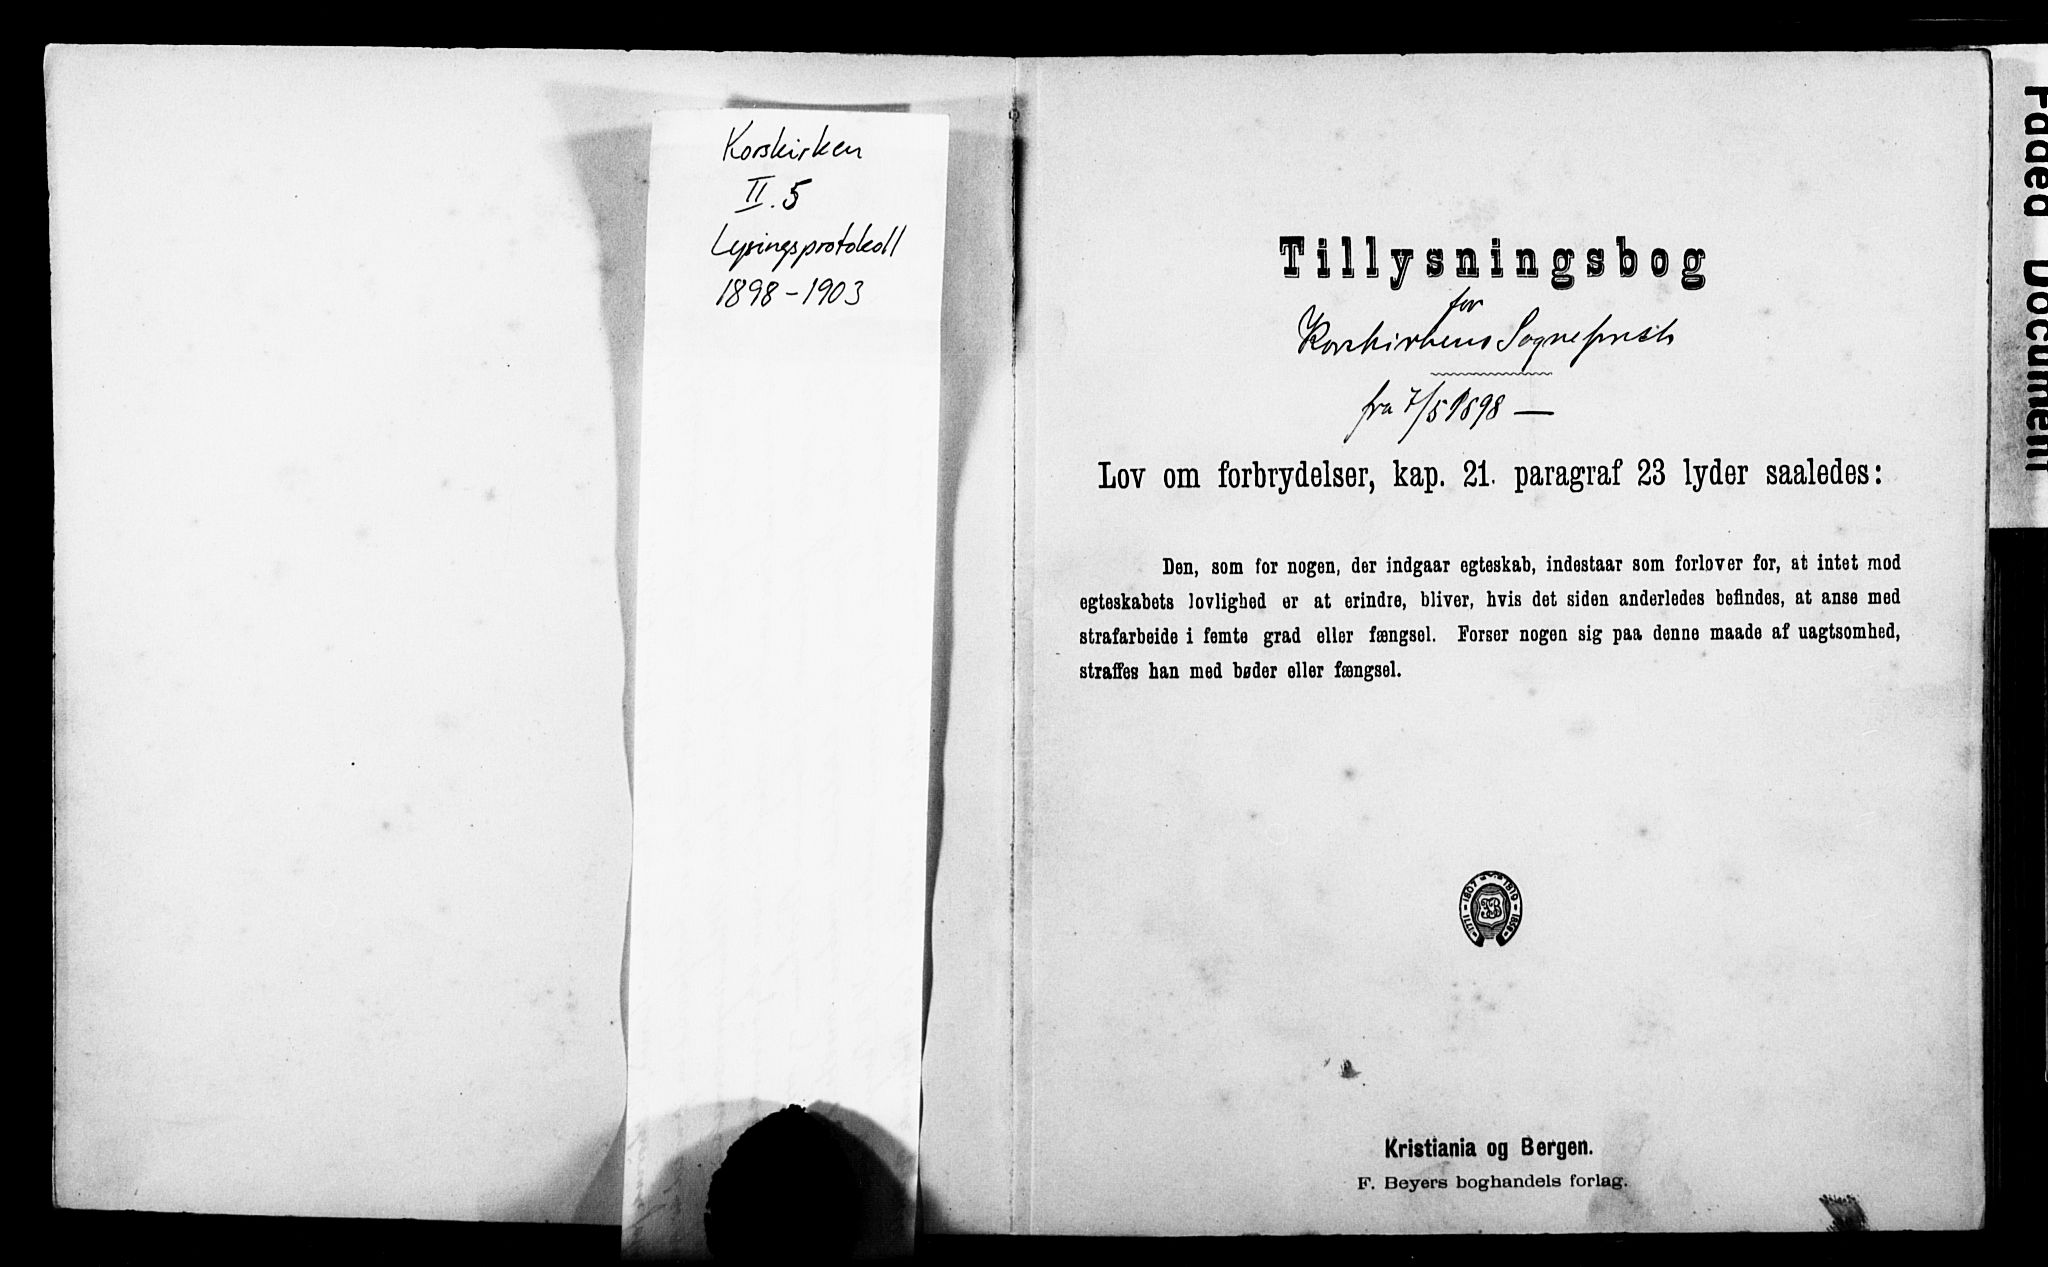 Korskirken
II.5
Lysingsprotokoll
1898-1903
Tillysningsbog
for
Korskirkens Sogneprest
fra 7/5 1898 —
Lov om forbrydelser, kap. 21. paragraf 23 lyder saaledes:
Den, som for nogen, der indgaar egteskab, indestaar som forlover for, at intet mod
egteskabets lovlighed er at erindre, bliver, hvis det siden anderledes befindes, at anse med
strafarbeide i femte grad eller fængsel. Forser nogen sig paa denne maade af uagtsomhed,
straffes han med bøder eller fængsel.
1771-1807 1819-1859
Kristiania og Bergen.
F. Beyers boghandels forlag.
Faded Document